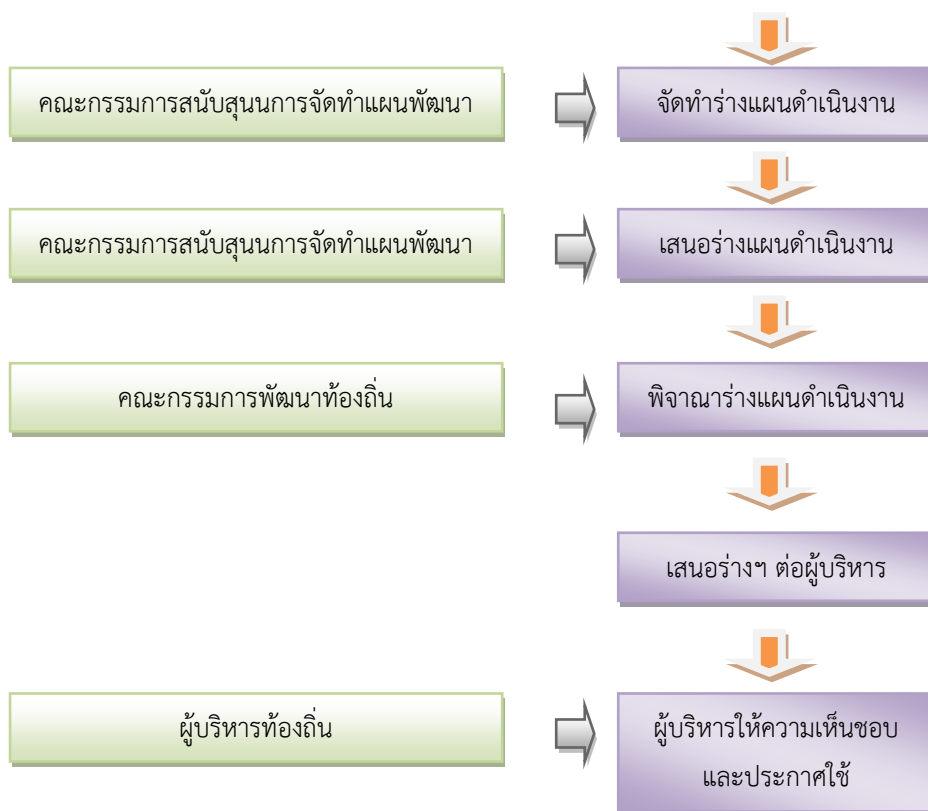 คณะกรรมการสนับสุนนการจัดทำแผนพัฒนา
จัดทำร่างแผนดำเนินงาน
คณะกรรมการสนับสุนนการจัดทำแผนพัฒนา
เสนอร่างแผนดำเนินงาน
คณะกรรมการพัฒนาท้องถิ่น
พิจาณาร่างแผนดำเนินงาน
เสนอร่างฯ ต่อผู้บริหาร
ผู้บริหารท้องถิ่น
ผู้บริหารให้ความเห็นชอบ
และประกาศใช้